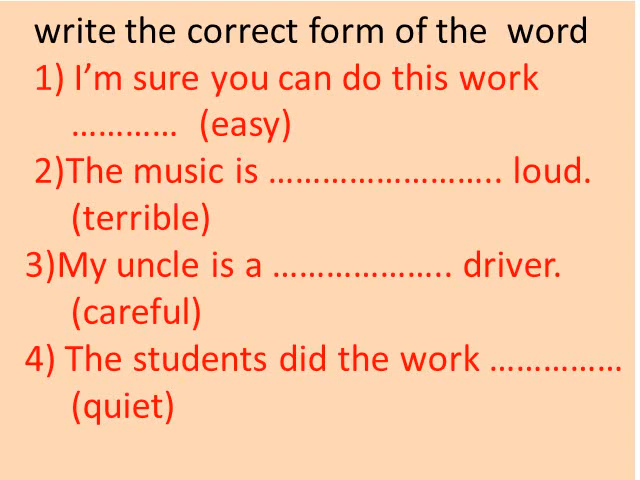 write the correct form of the word
1) I’m sure you can do this work
………… (easy)
2)The music is …………………….. loud.
(terrible)
3)My uncle is a ……………….. driver.
(careful)
4) The students did the work ……………
(quiet)